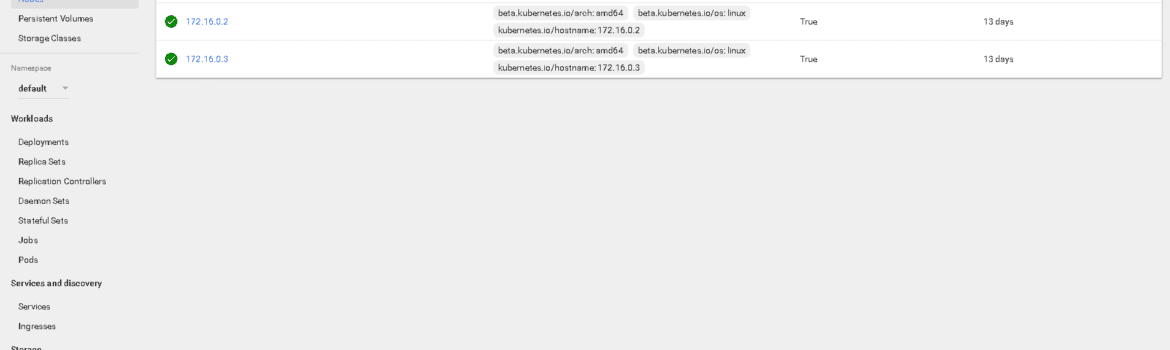 Nodes
Persistent Volumes
Storage Classes
Namespace
default
Workloads
Deployments
Replica Sets
Replication Controllers
Daemon Sets
Stateful Sets
Jobs
Pods
Services and discovery
Services
Ingresses
Storage
172.16.0.2
beta.kubernetes.io/arch: amd64 beta.kubernetes.io/os: linux
kubernetes.io/hostname: 172.16.0.2
True
13 days
172.16.0.3
beta.kubernetes.io/arch: amd64 beta.kubernetes.io/os: linux
kubernetes.io/hostname: 172.16.0.3
True
13 days